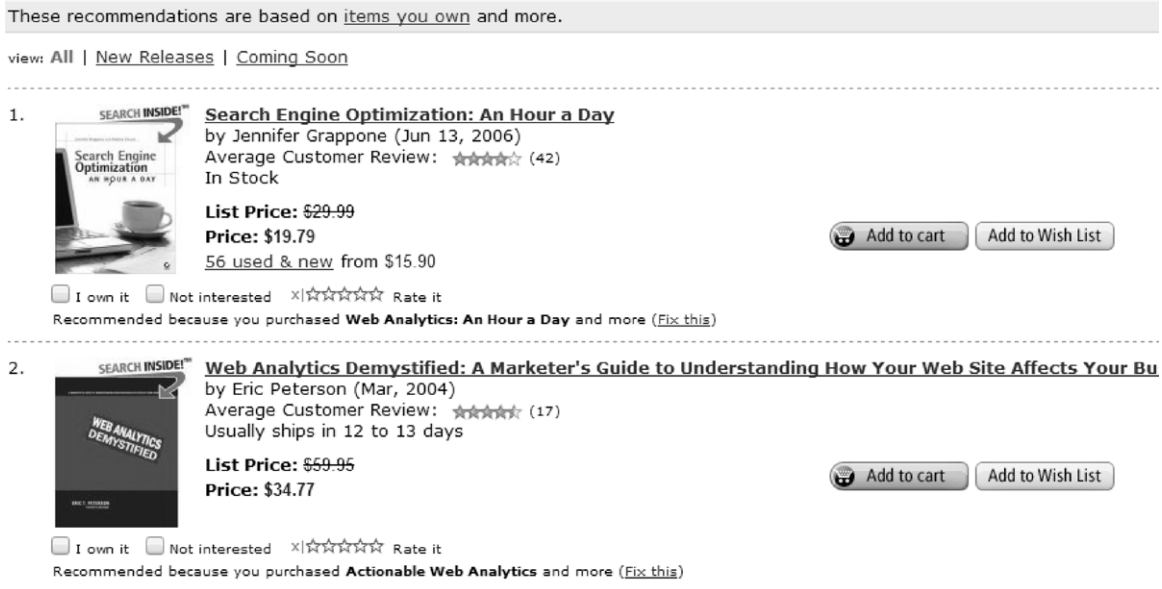 These recommendations are based on items you own and more.
view: All | New Releases | Coming Soon
1.
SEARCH INSIDE!™
Search Engine
Optimization
AN HOUR A DAY
Search Engine Optimization: An Hour a Day
by Jennifer Grappone (Jun 13, 2006)
Average Customer Review: (42)
In Stock
List Price: $29.99
Price: $19.79
56 used & new from $15.90
Add to cart
Add to Wish List
I own it Not interested x| Rate it
Recommended because you purchased Web Analytics: An Hour a Day and more (Fix this)
2.
SEARCH INSIDE!™
WEB ANALYTICS
DEMYSTIFIED
ERIC T. PETERSON
Web Analytics Demystified: A Marketer's Guide to Understanding How Your Web Site Affects Your Bu
by Eric Peterson (Mar, 2004)
Average Customer Review: (17)
Usually ships in 12 to 13 days
List Price: $59.95
Price: $34.77
Add to cart
Add to Wish List
I own it Not interested x| Rate it
Recommended because you purchased Actionable Web Analytics and more (Fix this)